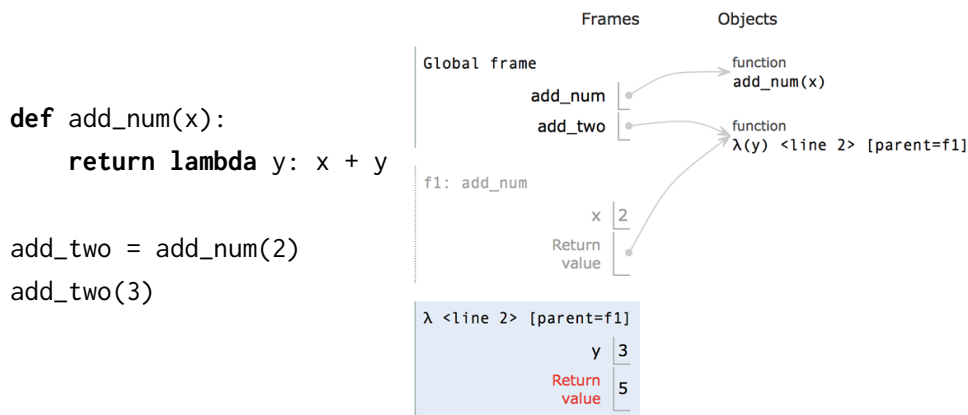 def add_num(x):
    return lambda y: x + y
add_two = add_num(2)
add_two(3)
Frames Objects
Global frame
add_num
add_two
function
add_num(x)
function
λ(y) <line 2> [parent=f1]
f1: add_num
x 2
Return
value
λ <line 2> [parent=f1]
y 3
Return
value 5